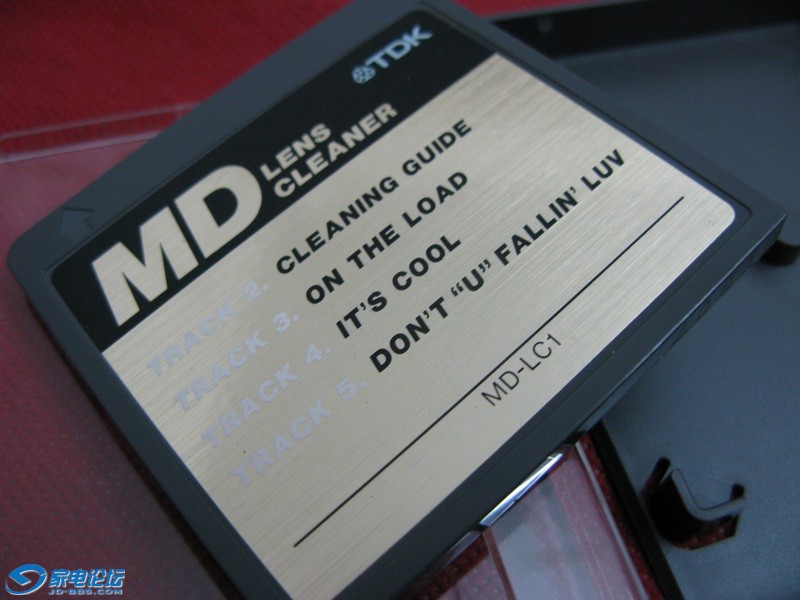 TDK
MD LENS
CLEANER
TRACK 2. CLEANING GUIDE
TRACK 3. ON THE LOAD
TRACK 4. IT'S COOL
TRACK 5. DON'T "U" FALLIN' LUV
MD-LC1
家电论坛
JD-BBS.COM